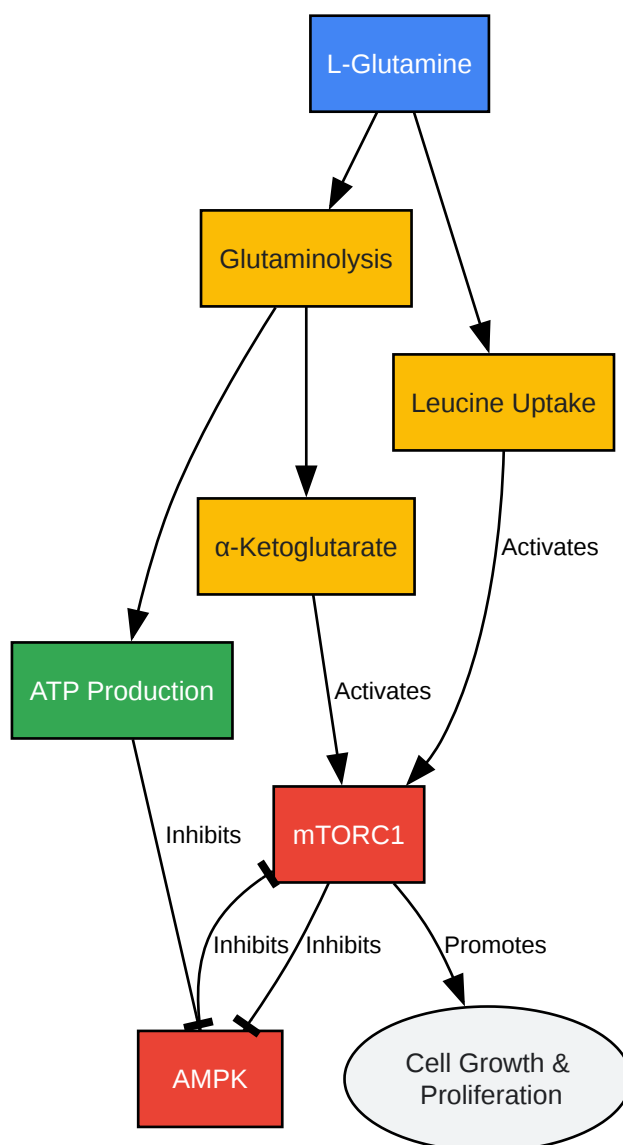 L-Glutamine
Glutaminolysis
Leucine Uptake
α-Ketoglutarate
Activates
ATP Production
Activates
mTORC1
Inhibits
Inhibits
Inhibits
Promotes
AMPK
Cell Growth &
Proliferation